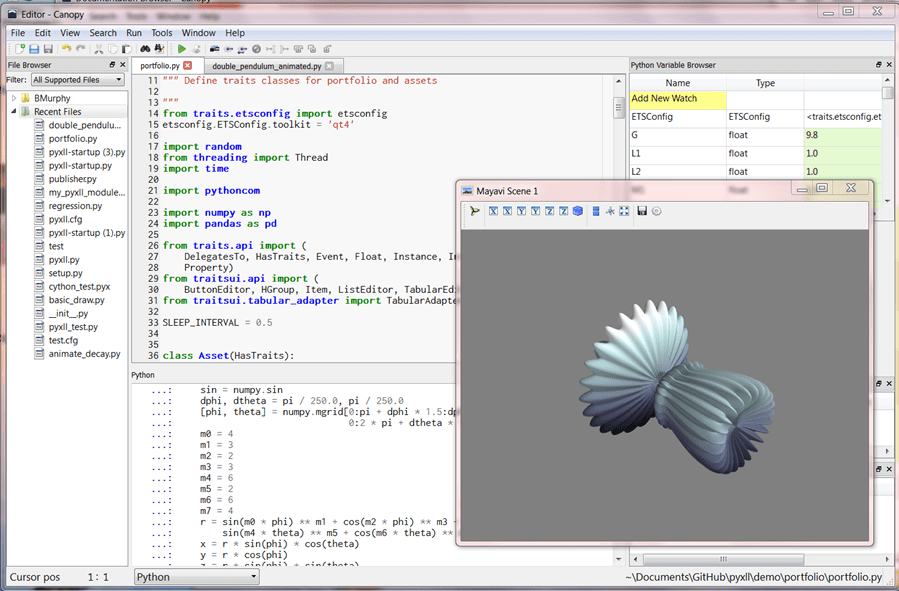 Editor - Canopy
File Edit View Search Run Tools Window Help
File Browser
Filter: All Supported Files
BMurphy
Recent Files
double_pendulu...
portfolio.py
pyxll-startup (3).py
pyxll-startup.py
publisher.py
my_pyxll_module...
regression.py
pyxll.cfg
pyxll-startup (1).py
test
pyxll.py
setup.py
cython_test.pyx
basic_draw.py
__init__.py
pyxll_test.py
test.cfg
animate_decay.py
portfolio.py double_pendulum_animated.py
11 """ Define traits classes for portfolio and assets
12
13 """
14 from traits.etsconfig import etsconfig
15 etsconfig.ETSConfig.toolkit = 'qt4'
16
17 import random
18 from threading import Thread
19 import time
20
21 import pythoncom
22
23 import numpy as np
24 import pandas as pd
25
26 from traits.api import (
27 DelegatesTo, HasTraits, Event, Float, Instance, In
28 Property)
29 from traitsui.api import (
30 ButtonEditor, HGroup, Item, ListEditor, TabularEdi
31 from traitsui.tabular_adapter import TabularAdapte
32
33 SLEEP_INTERVAL = 0.5
34
35
36 class Asset(HasTraits):
Python
...: sin = numpy.sin
...: dphi, dtheta = pi / 250.0, pi / 250.0
...: [phi, theta] = numpy.mgrid[0:pi + dphi * 1.5:dp
...: 0:2 * pi + dtheta *
...: m0 = 4
...: m1 = 3
...: m2 = 2
...: m3 = 3
...: m4 = 6
...: m5 = 2
...: m6 = 6
...: m7 = 4
...: r = sin(m0 * phi) ** m1 + cos(m2 * phi) ** m3 +
...: sin(m4 * theta) ** m5 + cos(m6 * theta) **
...: x = r * sin(phi) * cos(theta)
...: y = r * cos(phi)
...: z = r * sin(phi) * sin(theta)
Python Variable Browser
Name Type
Add New Watch
ETSConfig ETSConfig <traits.etsconfig.et
G float 9.8
L1 float 1.0
L2 float 1.0
Mayavi Scene 1
Cursor pos 1 : 1 Python ~\Documents\GitHub\pyxll\demo\portfolio\portfolio.py